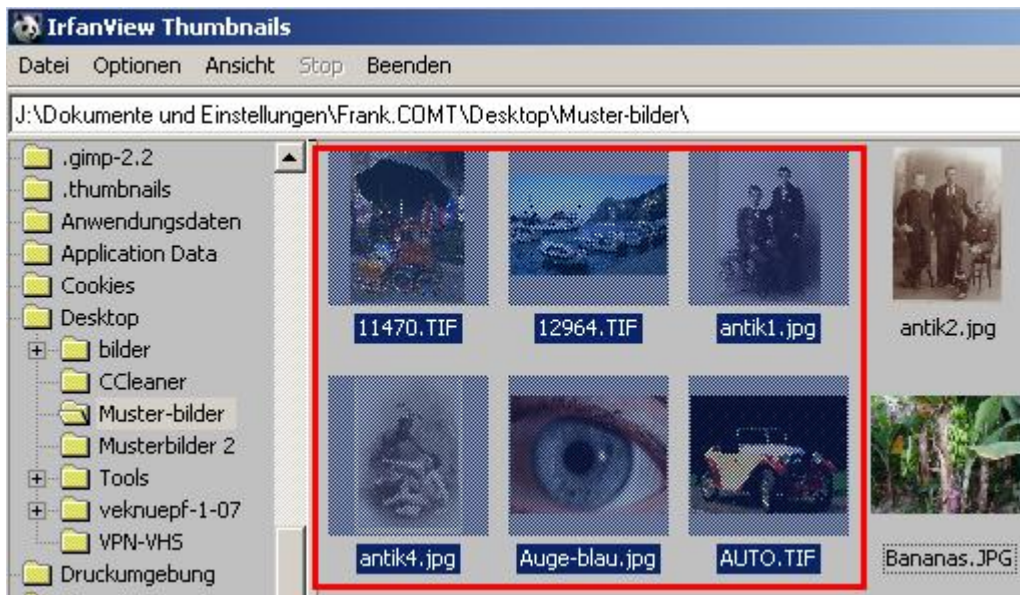 IrfanView Thumbnails
Datei Optionen Ansicht Stop Beenden
J:\Dokumente und Einstellungen\Frank.COMT\Desktop\Muster-bilder\
.gimp-2.2
.thumbnails
Anwendungsdaten
Application Data
Cookies
Desktop
bilder
CCleaner
Muster-bilder
Musterbilder 2
Tools
veknuepf-1-07
VPN-VHS
Druckumgebung
11470.TIF 12964.TIF antik1.jpg antik2.jpg
antik4.jpg Auge-blau.jpg AUTO.TIF Bananas.JPG